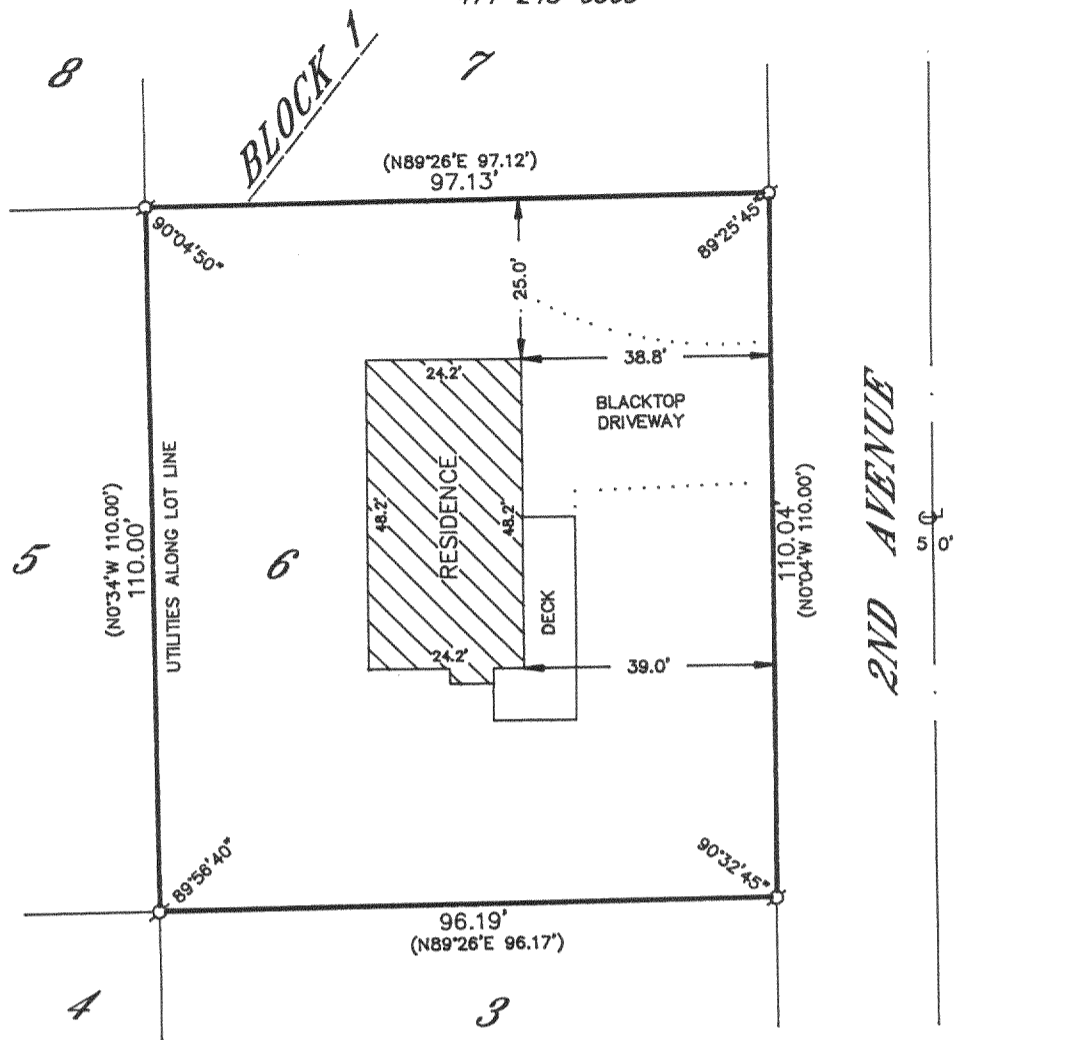 8
BLOCK 1
7
(N89°26'E 97.12')
97.13'
90°04'50"
89°25'45"
25.0'
38.8'
24.2'
BLACKTOP
DRIVEWAY
2ND AVENUE
5
(N0°34'W 110.00')
110.00'
UTILITIES ALONG LOT LINE
6
48.2'
RESIDENCE
48.2'
DECK
110.04'
(N0°04'W 110.00')
50'
24.2'
39.0'
89°56'40"
90°32'45"
96.19'
(N89°26'E 96.17')
4
3